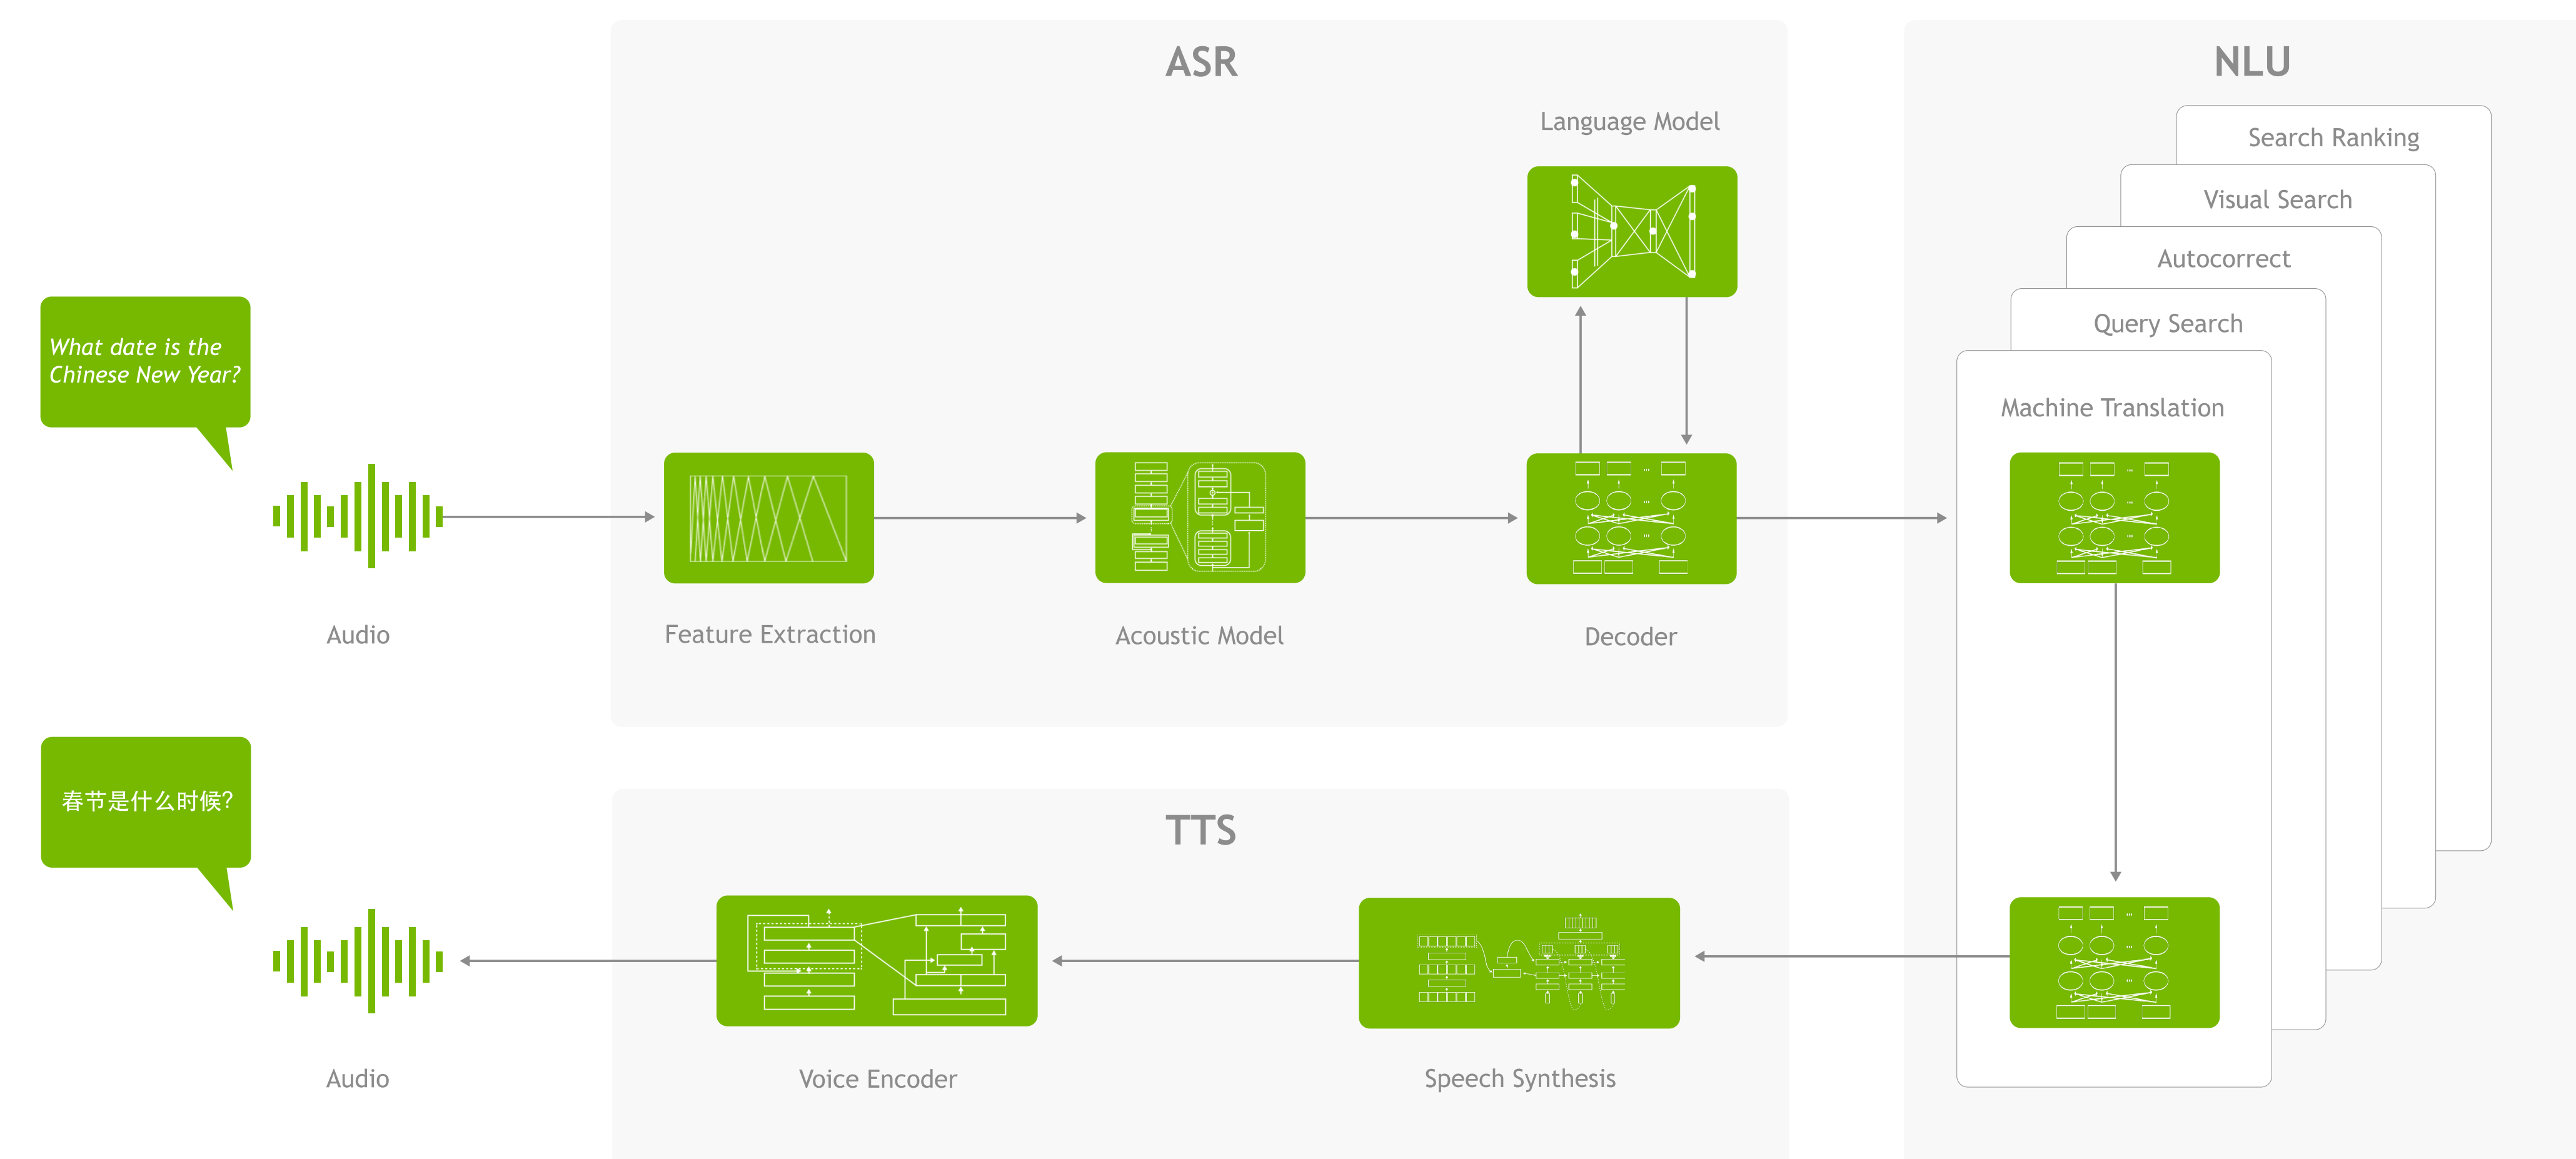 ASR
NLU
Language Model
Search Ranking
Visual Search
Autocorrect
Query Search
Machine Translation
What date is the
Chinese New Year?
Audio
Feature Extraction
Acoustic Model
Decoder
春节是什么时候?
TTS
Audio
Voice Encoder
Speech Synthesis